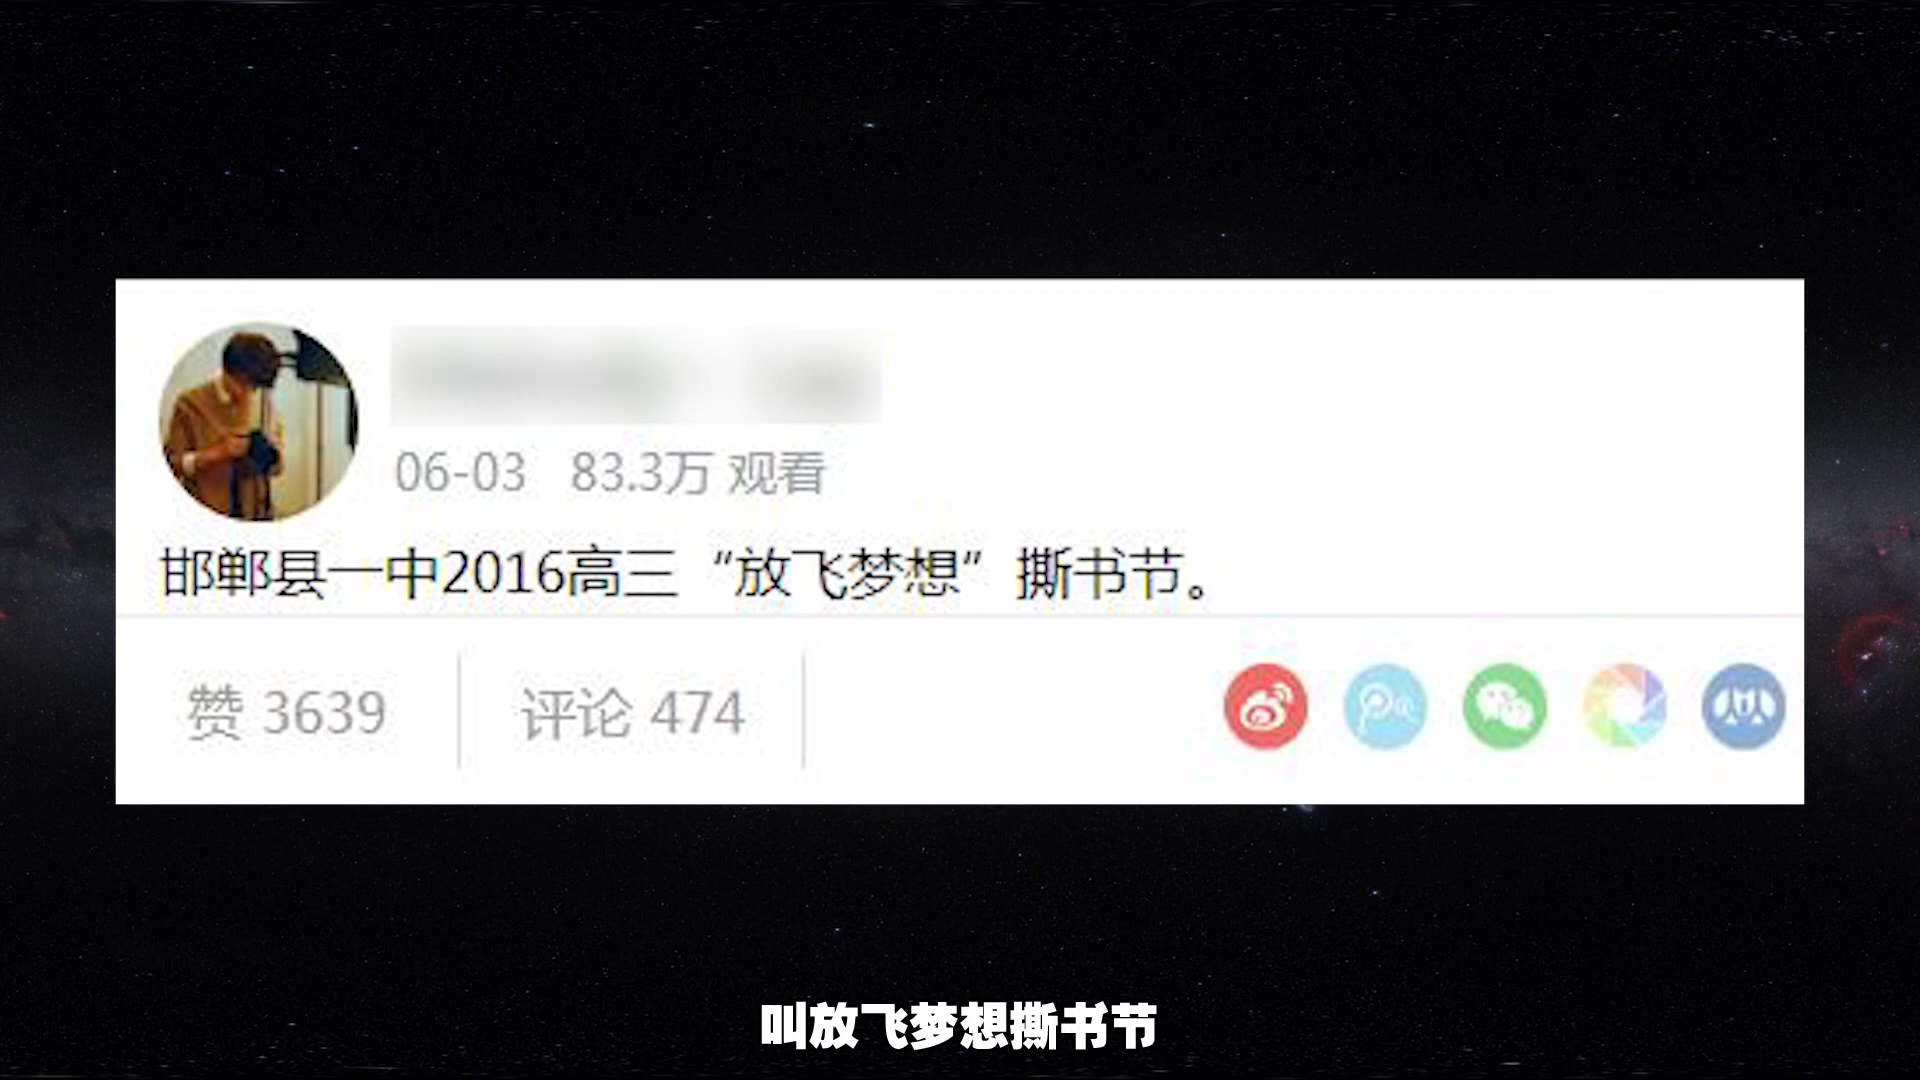 06-03 83.3万 观看
邯郸县一中2016高三“放飞梦想”撕书节。
赞 3639 评论 474
叫放飞梦想撕书节